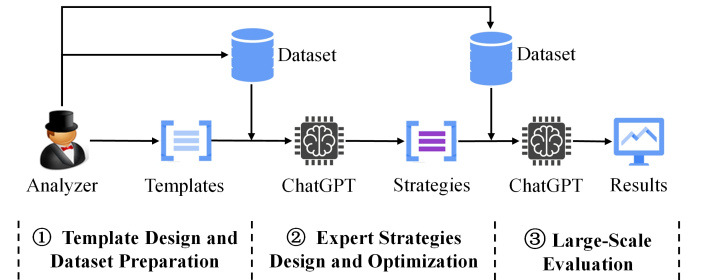 Dataset
Dataset
Analyzer
Templates
ChatGPT
Strategies
ChatGPT
Results
① Template Design and
Dataset Preparation
② Expert Strategies
Design and Optimization
③ Large-Scale
Evaluation